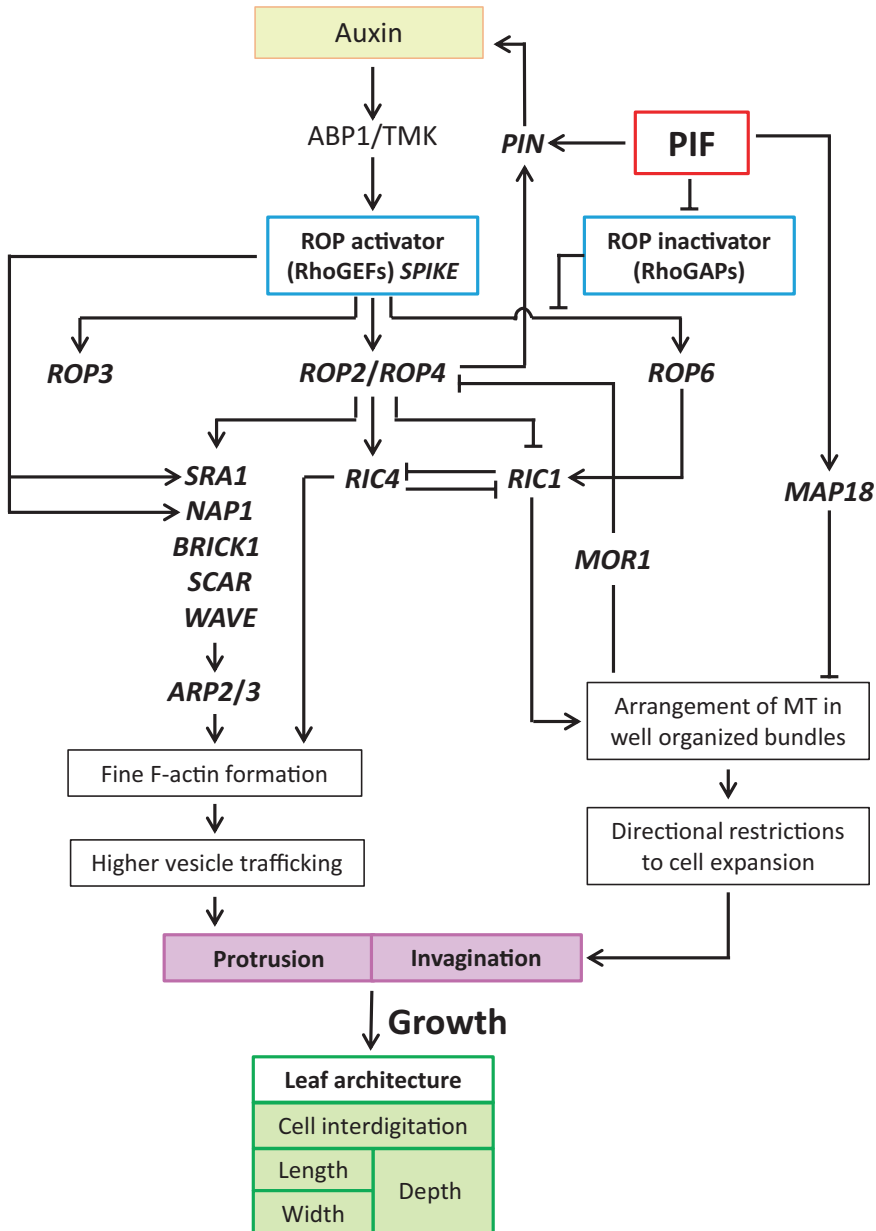 Auxin
ABP1/TMK
PIN
PIF
ROP activator
(RhoGEFs) SPIKE
ROP inactivator
(RhoGAPs)
ROP3
ROP2/ROP4
ROP6
SRA1
NAP1
BRICK1
SCAR
WAVE
RIC4
RIC1
MAP18
MOR1
ARP2/3
Arrangement of MT in
well organized bundles
Fine F-actin formation
Higher vesicle trafficking
Directional restrictions
to cell expansion
Protrusion
Invagination
Growth
Leaf architecture
Cell interdigitation
Length
Width
Depth